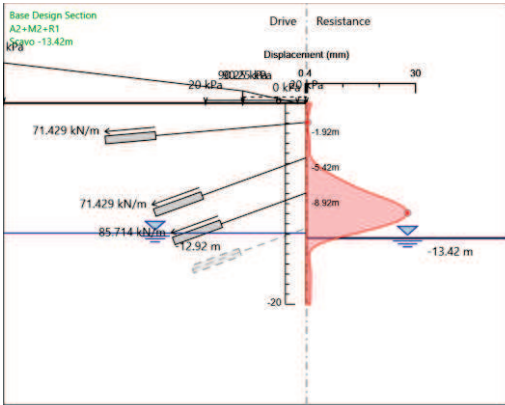 Base Design Section
A2+M2+R1
Scavo -13.42m
Drive
Resistance
kPa
Displacement (mm)
20 kPa
0 kPa
20 kPa
0.4
30
71.429 kN/m
-1.92m
-5.42m
71.429 kN/m
-8.92m
85.714 kN/m
-12.92 m
-13.42 m
-20